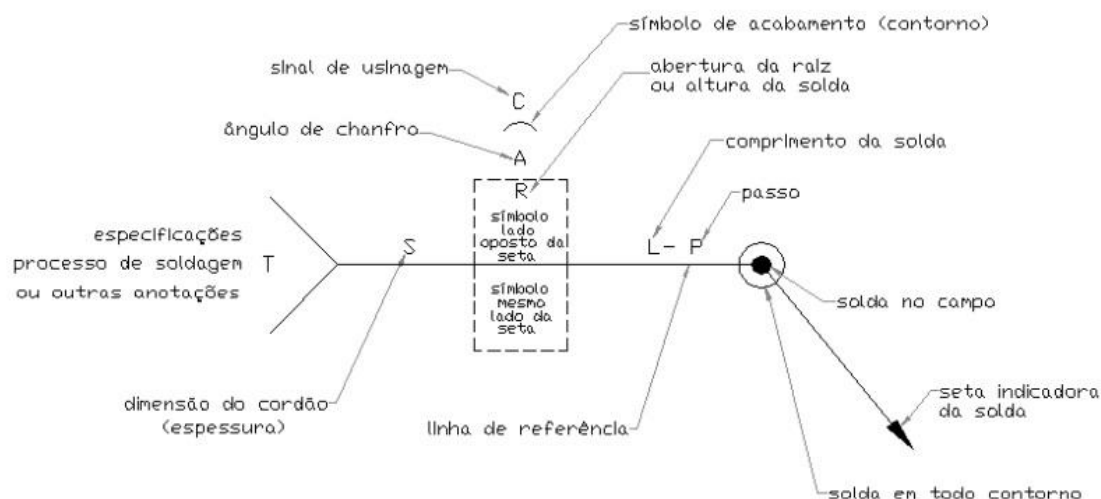 símbolo de acabamento (contorno)
sinal de usinagem
abertura da raiz
ou altura da solda
C
ângulo de chanfro
A
comprimento da solda
R
passo
símbolo
lado
oposto da
seta
especificações
processo de soldagem
ou outras anotações
T
S
L- P
símbolo
mesmo
lado da
seta
solda no campo
dimensão do cordão
(espessura)
linha de referência
seta indicadora
da solda
solda em todo contorno